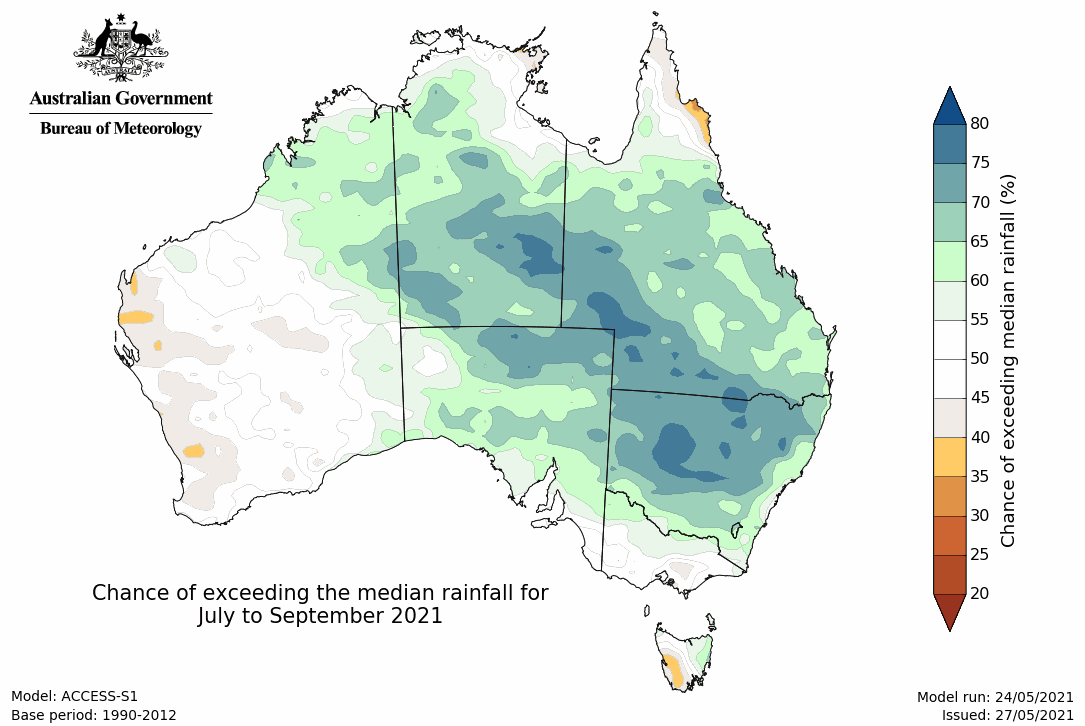 Australian Government
Bureau of Meteorology
80
75
70
65
60
55
50
45
40
35
30
25
20
Chance of exceeding median rainfall (%)
Chance of exceeding the median rainfall for
July to September 2021
Model: ACCESS-S1
Base period: 1990-2012
Model run: 24/05/2021
Issued: 27/05/2021